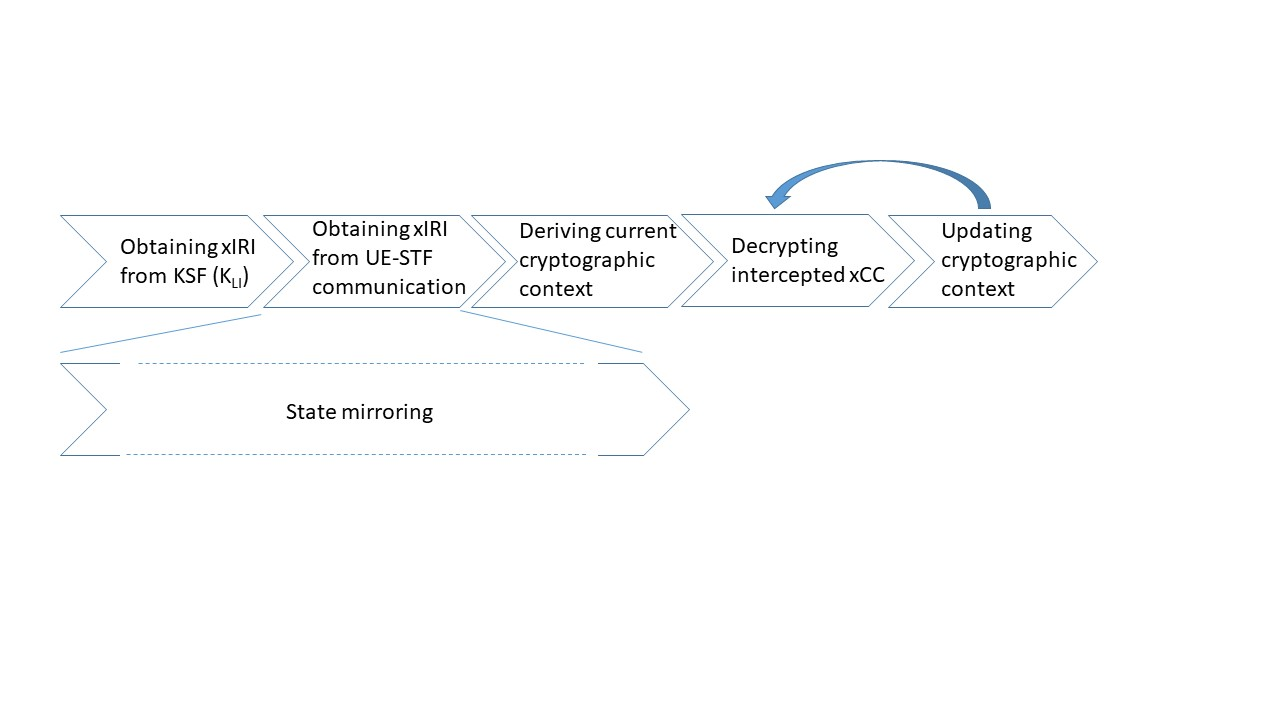 Obtaining xIRI
from KSF (KLI)
Obtaining xIRI
from UE-STF
communication
Deriving current
cryptographic
context
Decrypting
intercepted xCC
Updating
cryptographic
context
State mirroring